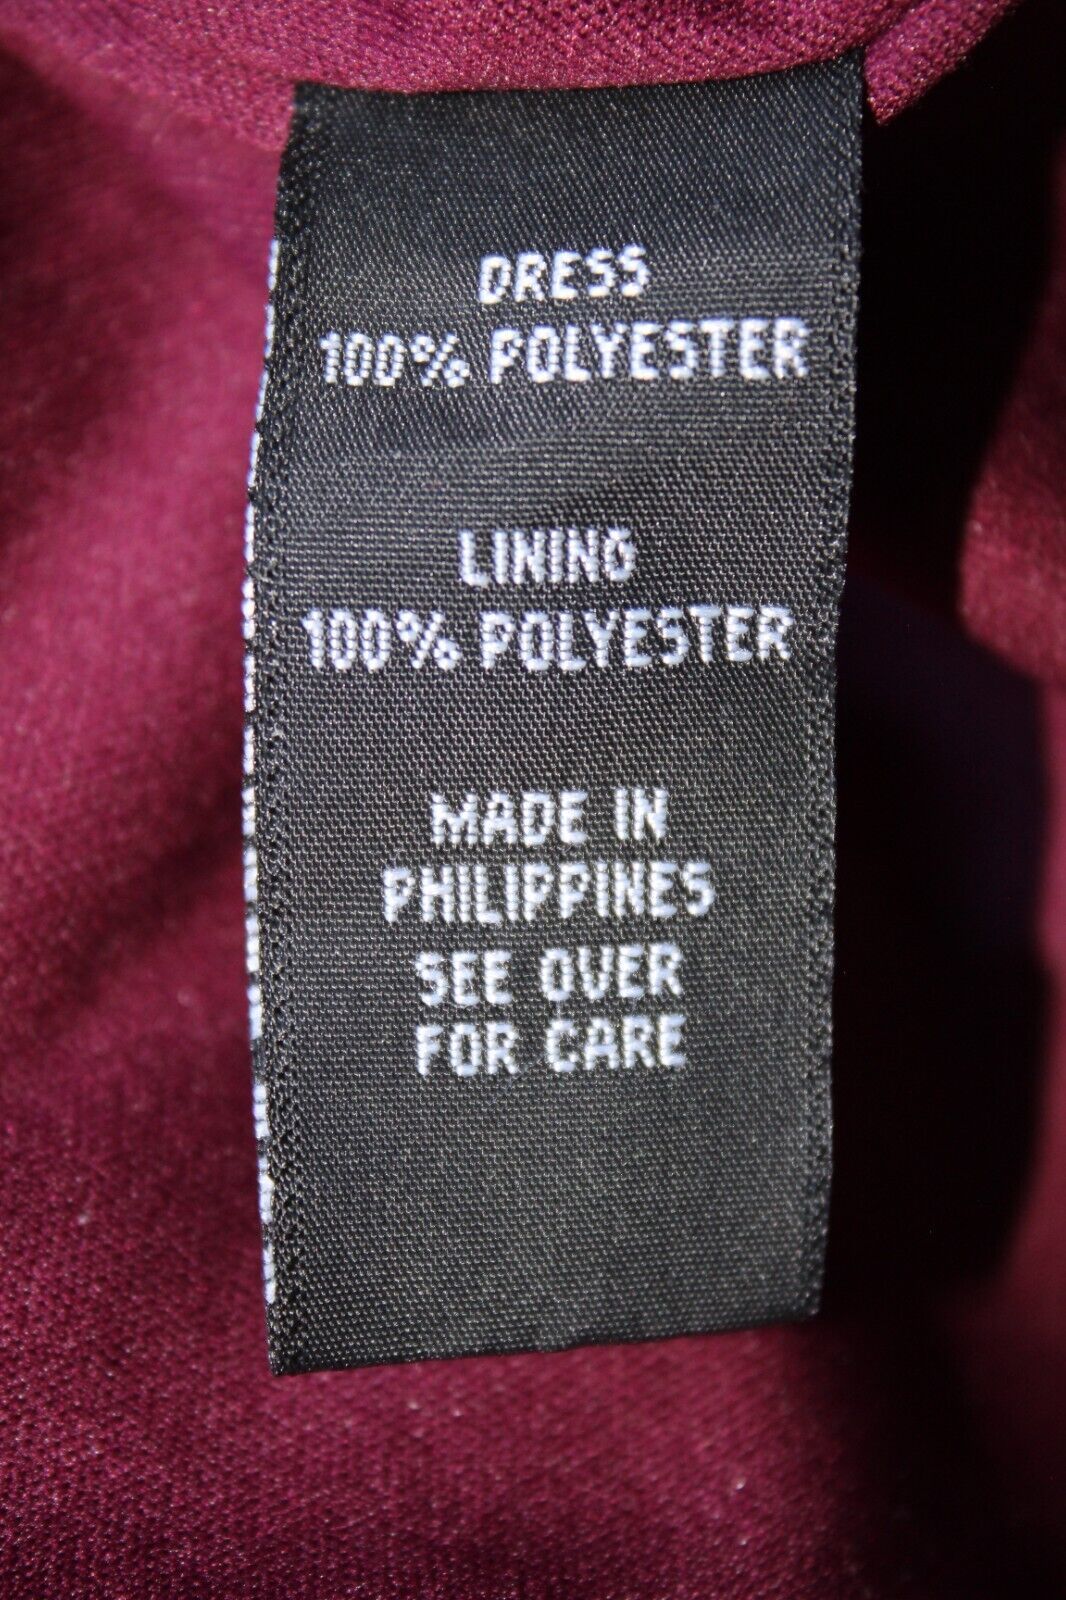 DRESS
100% POLYESTER
LINING
100% POLYESTER
MADE IN
PHILIPPINES
SEE OVER
FOR CARE